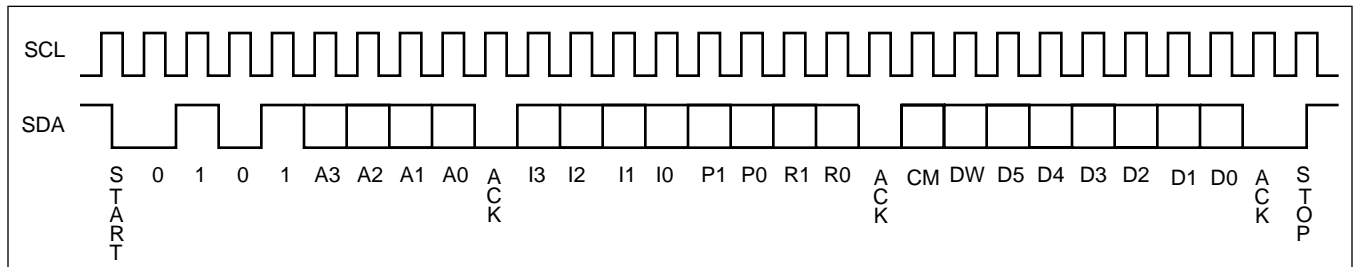 SCL
SDA
START 0 1 0 1 A3 A2 A1 A0 ACK I3 I2 I1 I0 P1 P0 R1 R0 ACK CM DW D5 D4 D3 D2 D1 D0 ACK STOP